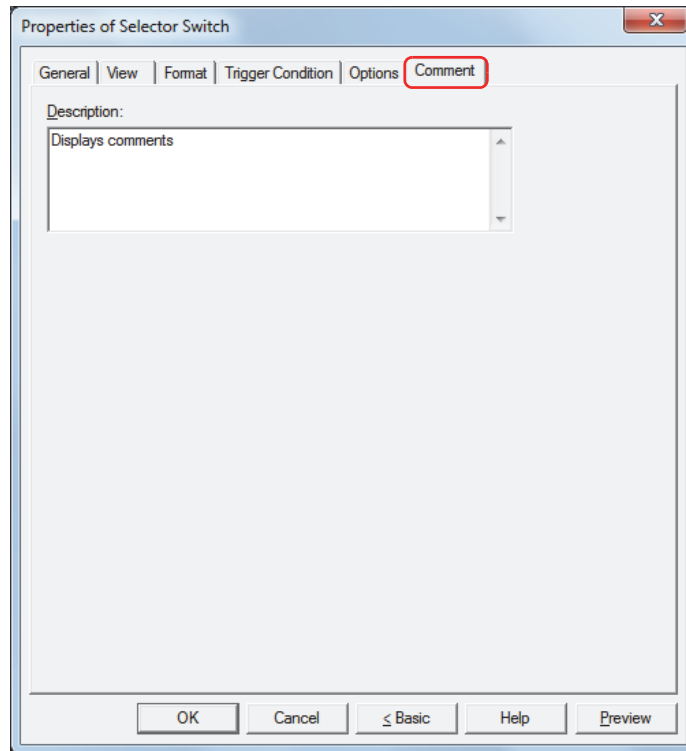 Properties of Selector Switch
General View Format Trigger Condition Options Comment
Description:
Displays comments
OK Cancel < Basic Help Preview